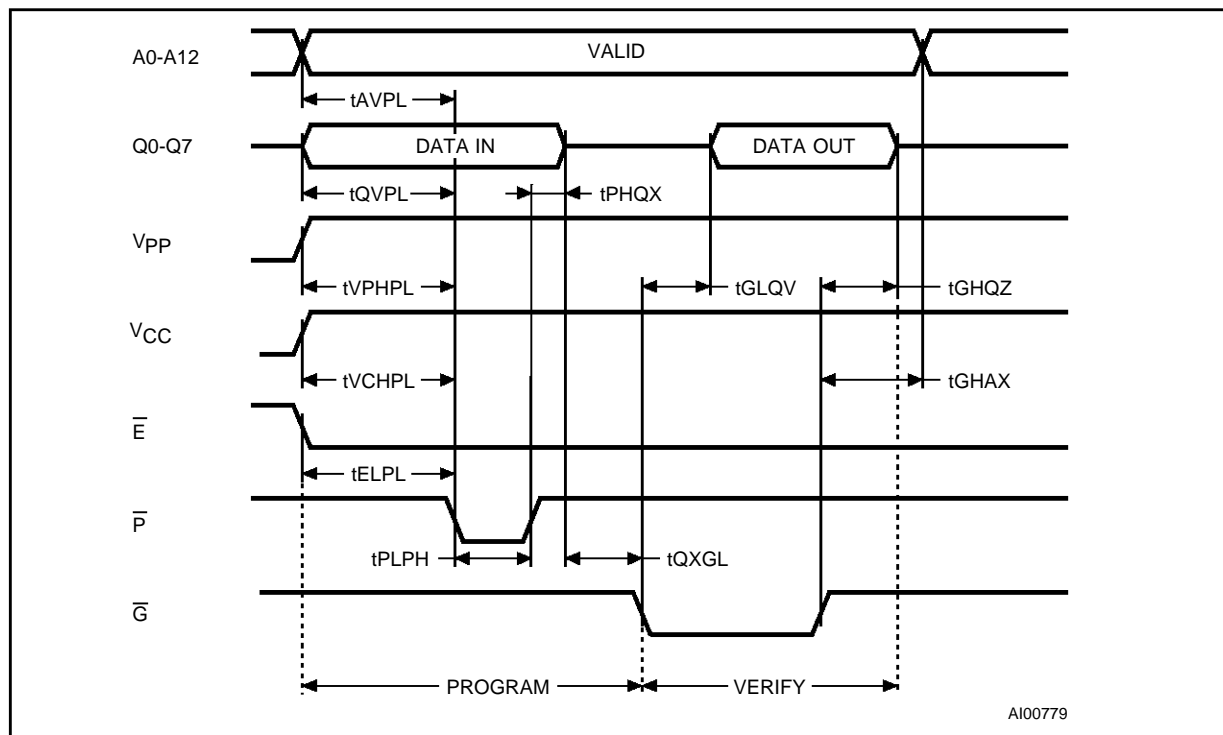 A0-A12
VALID
tAVPL
Q0-Q7
DATA IN
DATA OUT
tQVPL
tPHQX
VPP
tVPHPL
tGLQV
tGHQZ
VCC
tVCHPL
tGHAX
E̅
tELPL
P̅
tPLPH
tQXGL
G̅
PROGRAM
VERIFY
AI00779